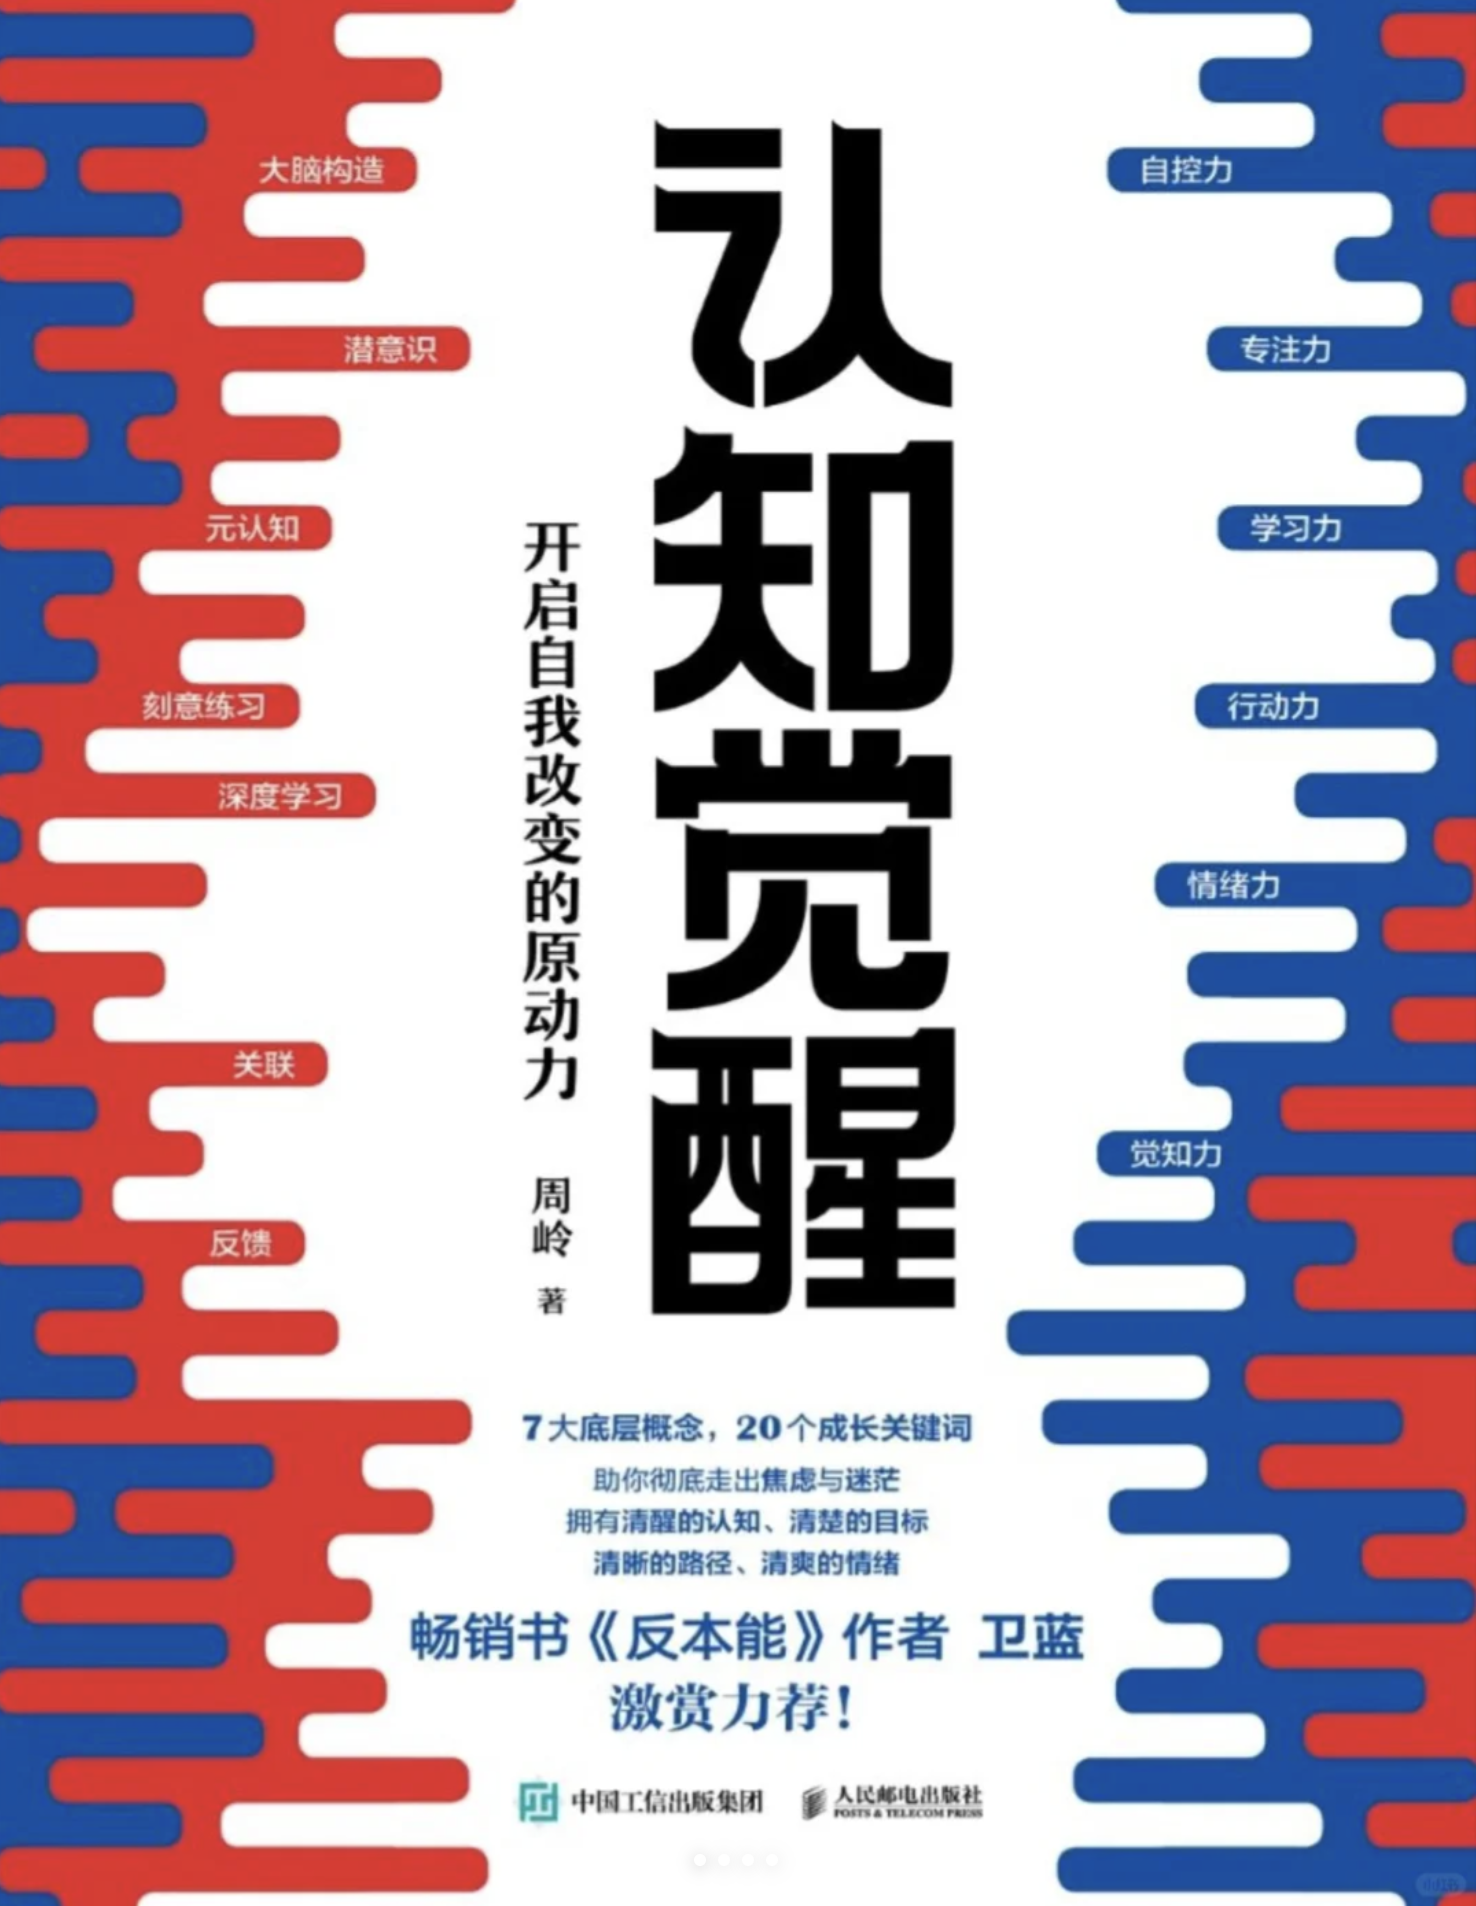 认知觉醒
开启自我改变的原动力
周岭 著
大脑构造
潜意识
元认知
刻意练习
深度学习
关联
反馈
自控力
专注力
学习力
行动力
情绪力
觉知力
7大底层概念，20个成长关键词
助你彻底走出焦虑与迷茫
拥有清醒的认知、清楚的目标
清晰的路径、清爽的情绪
畅销书《反本能》作者 卫蓝
激赏力荐！
中国工信出版集团
人民邮电出版社
POSTS & TELECOM PRESS